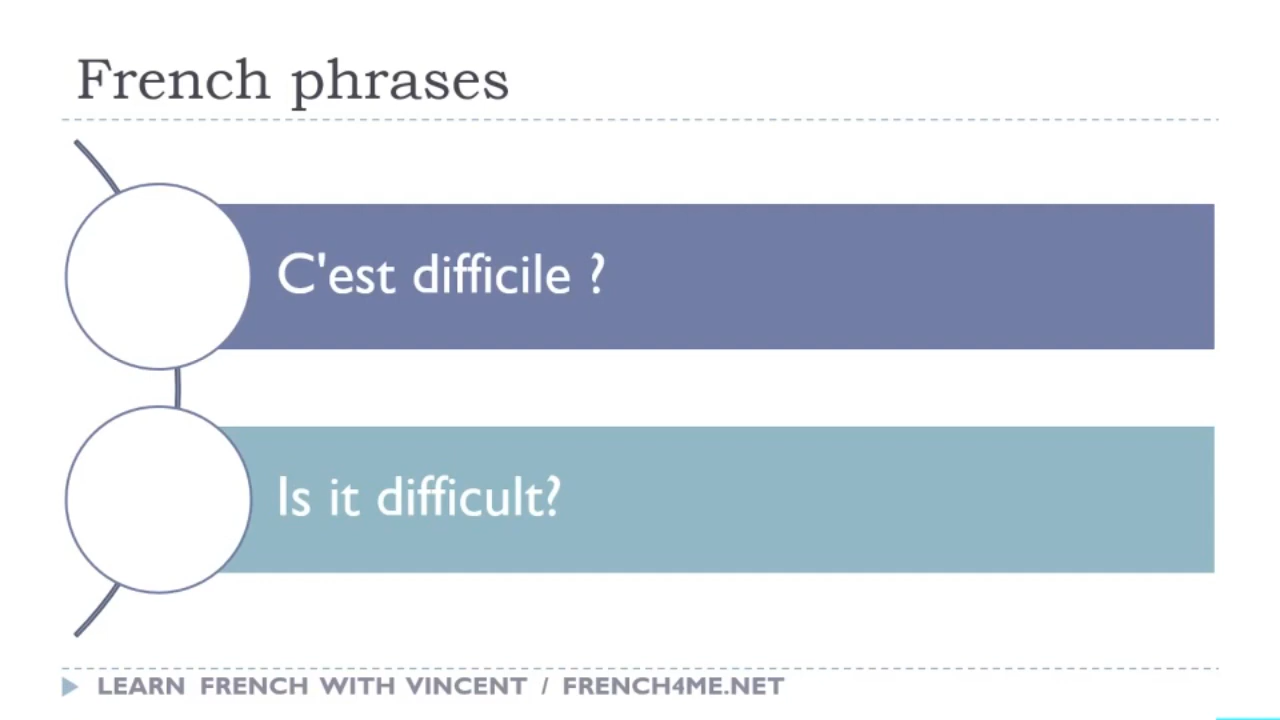 French phrases
C'est difficile ?
Is it difficult?
LEARN FRENCH WITH VINCENT / FRENCH4ME.NET